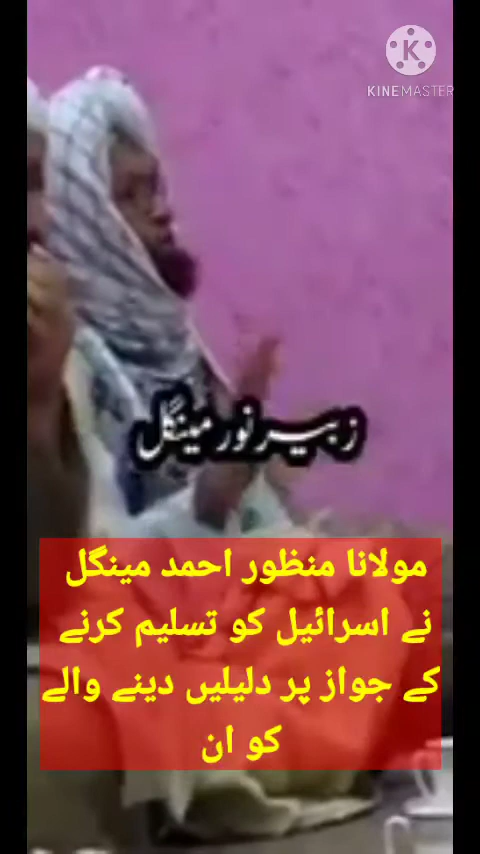 KINEMASTER
زبیر نور مینگل
مولانا منظور احمد مینگل
نے اسرائیل کو تسلیم کرنے
کے جواز پر دلیلیں دینے والے
کو ان